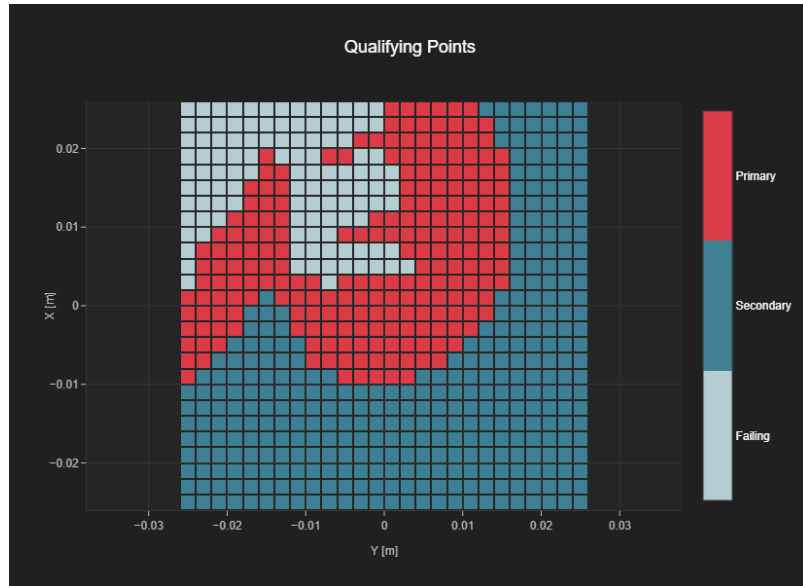 Qualifying Points
0.02
0.01
0
−0.01
−0.02
X [m]
−0.03
−0.02
−0.01
0
0.01
0.02
0.03
Y [m]
Primary
Secondary
Failing